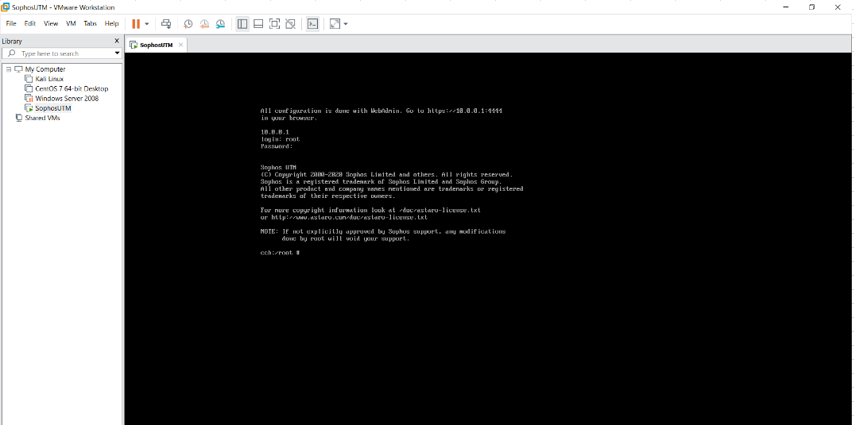 SophosUTM - VMware Workstation
File Edit View VM Tabs Help
Library
Type here to search
My Computer
Kali Linux
CentOS 7 64-bit Desktop
Windows Server 2008
SophosUTM
Shared VMs
SophosUTM
All configuration is done with WebAdmin. Go to https://10.0.0.1:4444
in your browser.
10.0.0.1
login: root
Password:
Sophos UTM
(C) Copyright 2000-2020 Sophos Limited and others. All rights reserved.
Sophos is a registered trademark of Sophos Limited and Sophos Group.
All other product and company names mentioned are trademarks or registered
trademarks of their respective owners.
For more copyright information look at /doc/astaro-license.txt
or http://www.astaro.com/doc/astaro-license.txt
NOTE: If not explicitly approved by Sophos support, any modifications
done by root will void your support.
cch:/root #